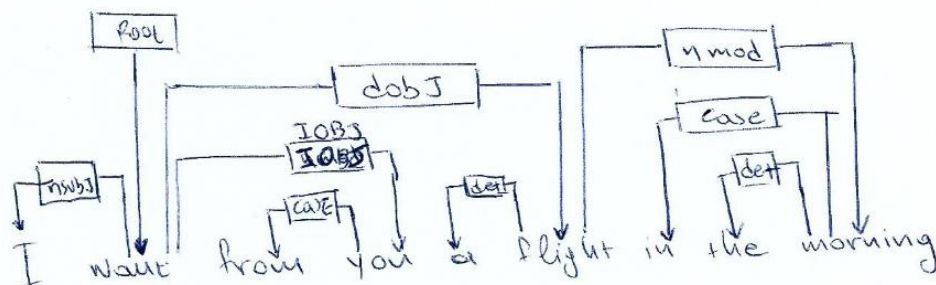 Root
nmod
dobJ
case
IOBJ
nsubJ
case
det
det
I want from you a flight in the morning